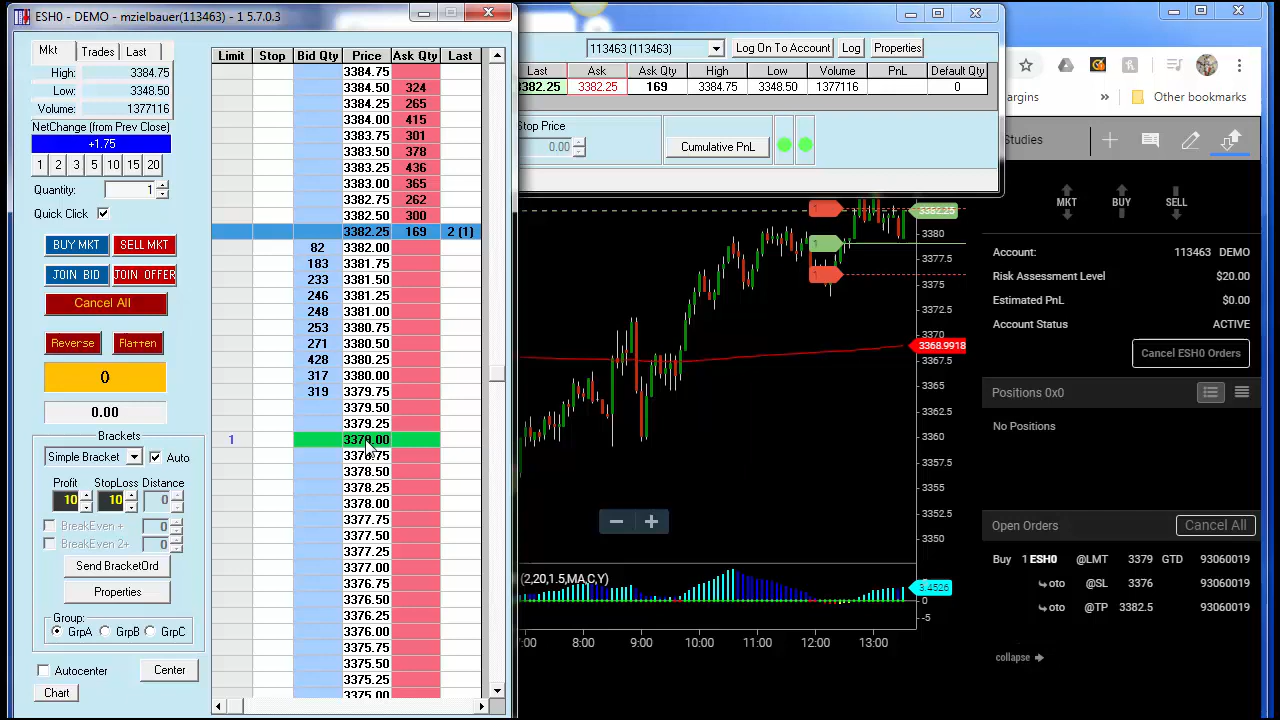 ESH0 - DEMO - mzielbauer(113463) - 1 5.7.0.3
Mkt Trades Last
High: 3384.75
Low: 3348.50
Volume: 1377116
NetChange (from Prev Close)
+1.75
1 2 3 5 10 15 20
Quantity: 1
Quick Click
BUY MKT SELL MKT
JOIN BID JOIN OFFER
Cancel All
Reverse Flatten
0
0.00
Brackets
Simple Bracket Auto
Profit StopLoss Distance
10 10 0
BreakEven + 0
BreakEven 2+ 0
Send BracketOrd
Properties
Group:
GrpA GrpB GrpC
Autocenter Center
Chart
Limit Stop Bid Qty Price Ask Qty Last
3384.75
3384.50 324
3384.25 265
3384.00 415
3383.75 301
3383.50 378
3383.25 436
3383.00 365
3382.75 262
3382.50 300
3382.25 169 2 (1)
82 3382.00
183 3381.75
233 3381.50
246 3381.25
248 3381.00
253 3380.75
271 3380.50
428 3380.25
317 3380.00
319 3379.75
3379.50
3379.25
1 3379.00
3378.75
3378.50
3378.25
3378.00
3377.75
3377.50
3377.25
3377.00
3376.75
3376.50
3376.25
3376.00
3375.75
3375.50
3375.25
3375.00
113463 (113463) Log On To Account Log Properties
Last Ask Ask Qty High Low Volume PnL Default Qty
3382.25 3382.25 169 3384.75 3348.50 1377116 0
Stop Price
0.00 Cumulative PnL
1
1
1
3382.25
3380
3377.5
3375
3372.5
3370
3368.9918
3367.5
3365
3362.5
3360
3357.5
3355
3352.5
3350
(2,20,1.5,MA,C,Y)
3.4526
0
-5
7:00 8:00 9:00 10:00 11:00 12:00 13:00
argins » Other bookmarks
Studies
MKT BUY SELL
Account: 113463 DEMO
Risk Assessment Level $20.00
Estimated PnL $0.00
Account Status ACTIVE
Cancel ESH0 Orders
Positions 0x0
No Positions
Open Orders Cancel All
Buy 1 ESH0 @LMT 3379 GTD 93060019
oto @SL 3376 93060019
oto @TP 3382.5 93060019
collapse